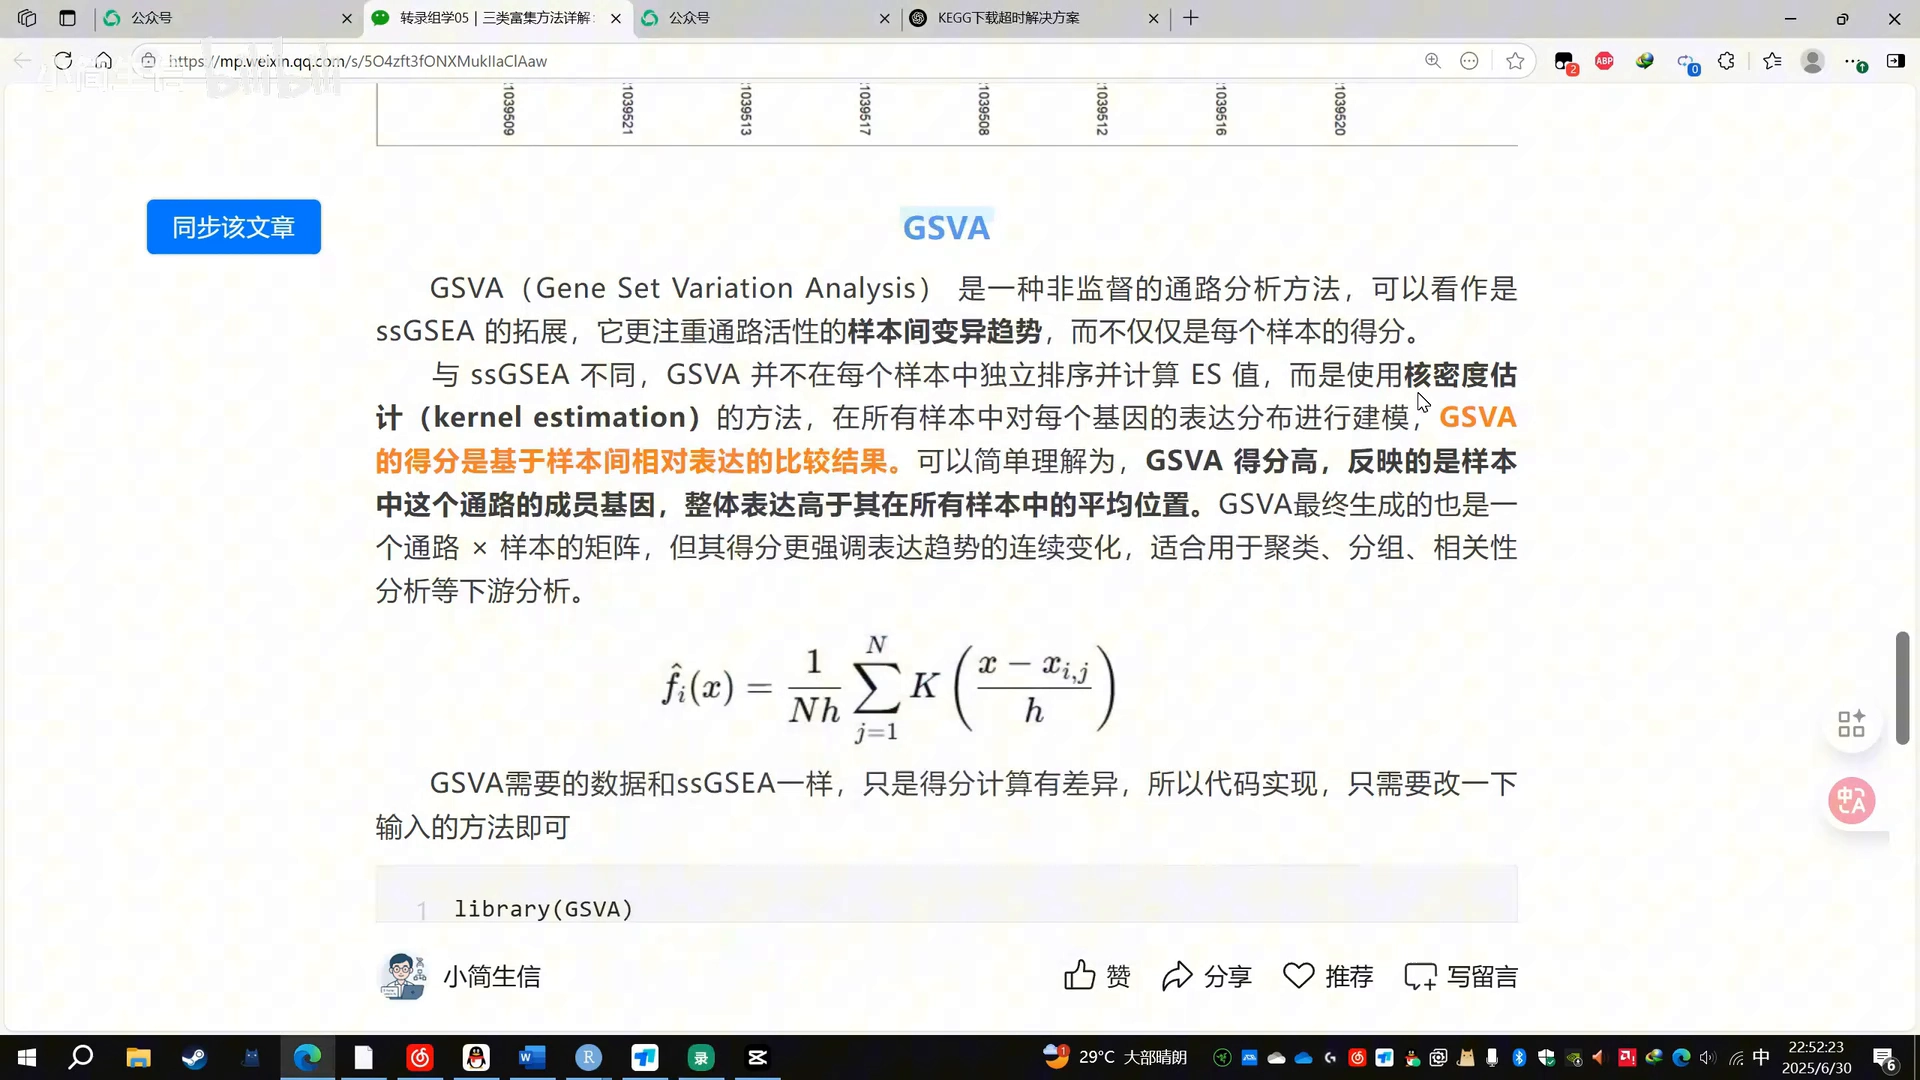 公众号
转录组学05 | 三类富集方法详解:
公众号
KEGG下载超时解决方案
https://mp.weixin.qq.com/s/5O4zft3fONXMukIIaClAaw
小简生信 bilibili
2
ABP
0
1039509
1039521
1039513
1039517
1039508
1039512
1039516
1039520
同步该文章
GSVA
GSVA（Gene Set Variation Analysis） 是一种非监督的通路分析方法，可以看作是
ssGSEA 的拓展，它更注重通路活性的样本间变异趋势，而不仅仅是每个样本的得分。
与 ssGSEA 不同，GSVA 并不在每个样本中独立排序并计算 ES 值，而是使用核密度估
计（kernel estimation）的方法，在所有样本中对每个基因的表达分布进行建模，GSVA
的得分是基于样本间相对表达的比较结果。可以简单理解为，GSVA 得分高，反映的是样本
中这个通路的成员基因，整体表达高于其在所有样本中的平均位置。GSVA最终生成的也是一
个通路 × 样本的矩阵，但其得分更强调表达趋势的连续变化，适合用于聚类、分组、相关性
分析等下游分析。
f̂i(x) = 1/(Nh) ∑_{j=1}^{N} K((x − x_{i,j})/h)
GSVA需要的数据和ssGSEA一样，只是得分计算有差异，所以代码实现，只需要改一下
输入的方法即可
1 library(GSVA)
小简生信
赞
分享
推荐
写留言
29°C 大部晴朗
中
22:52:23
2025/6/30
6